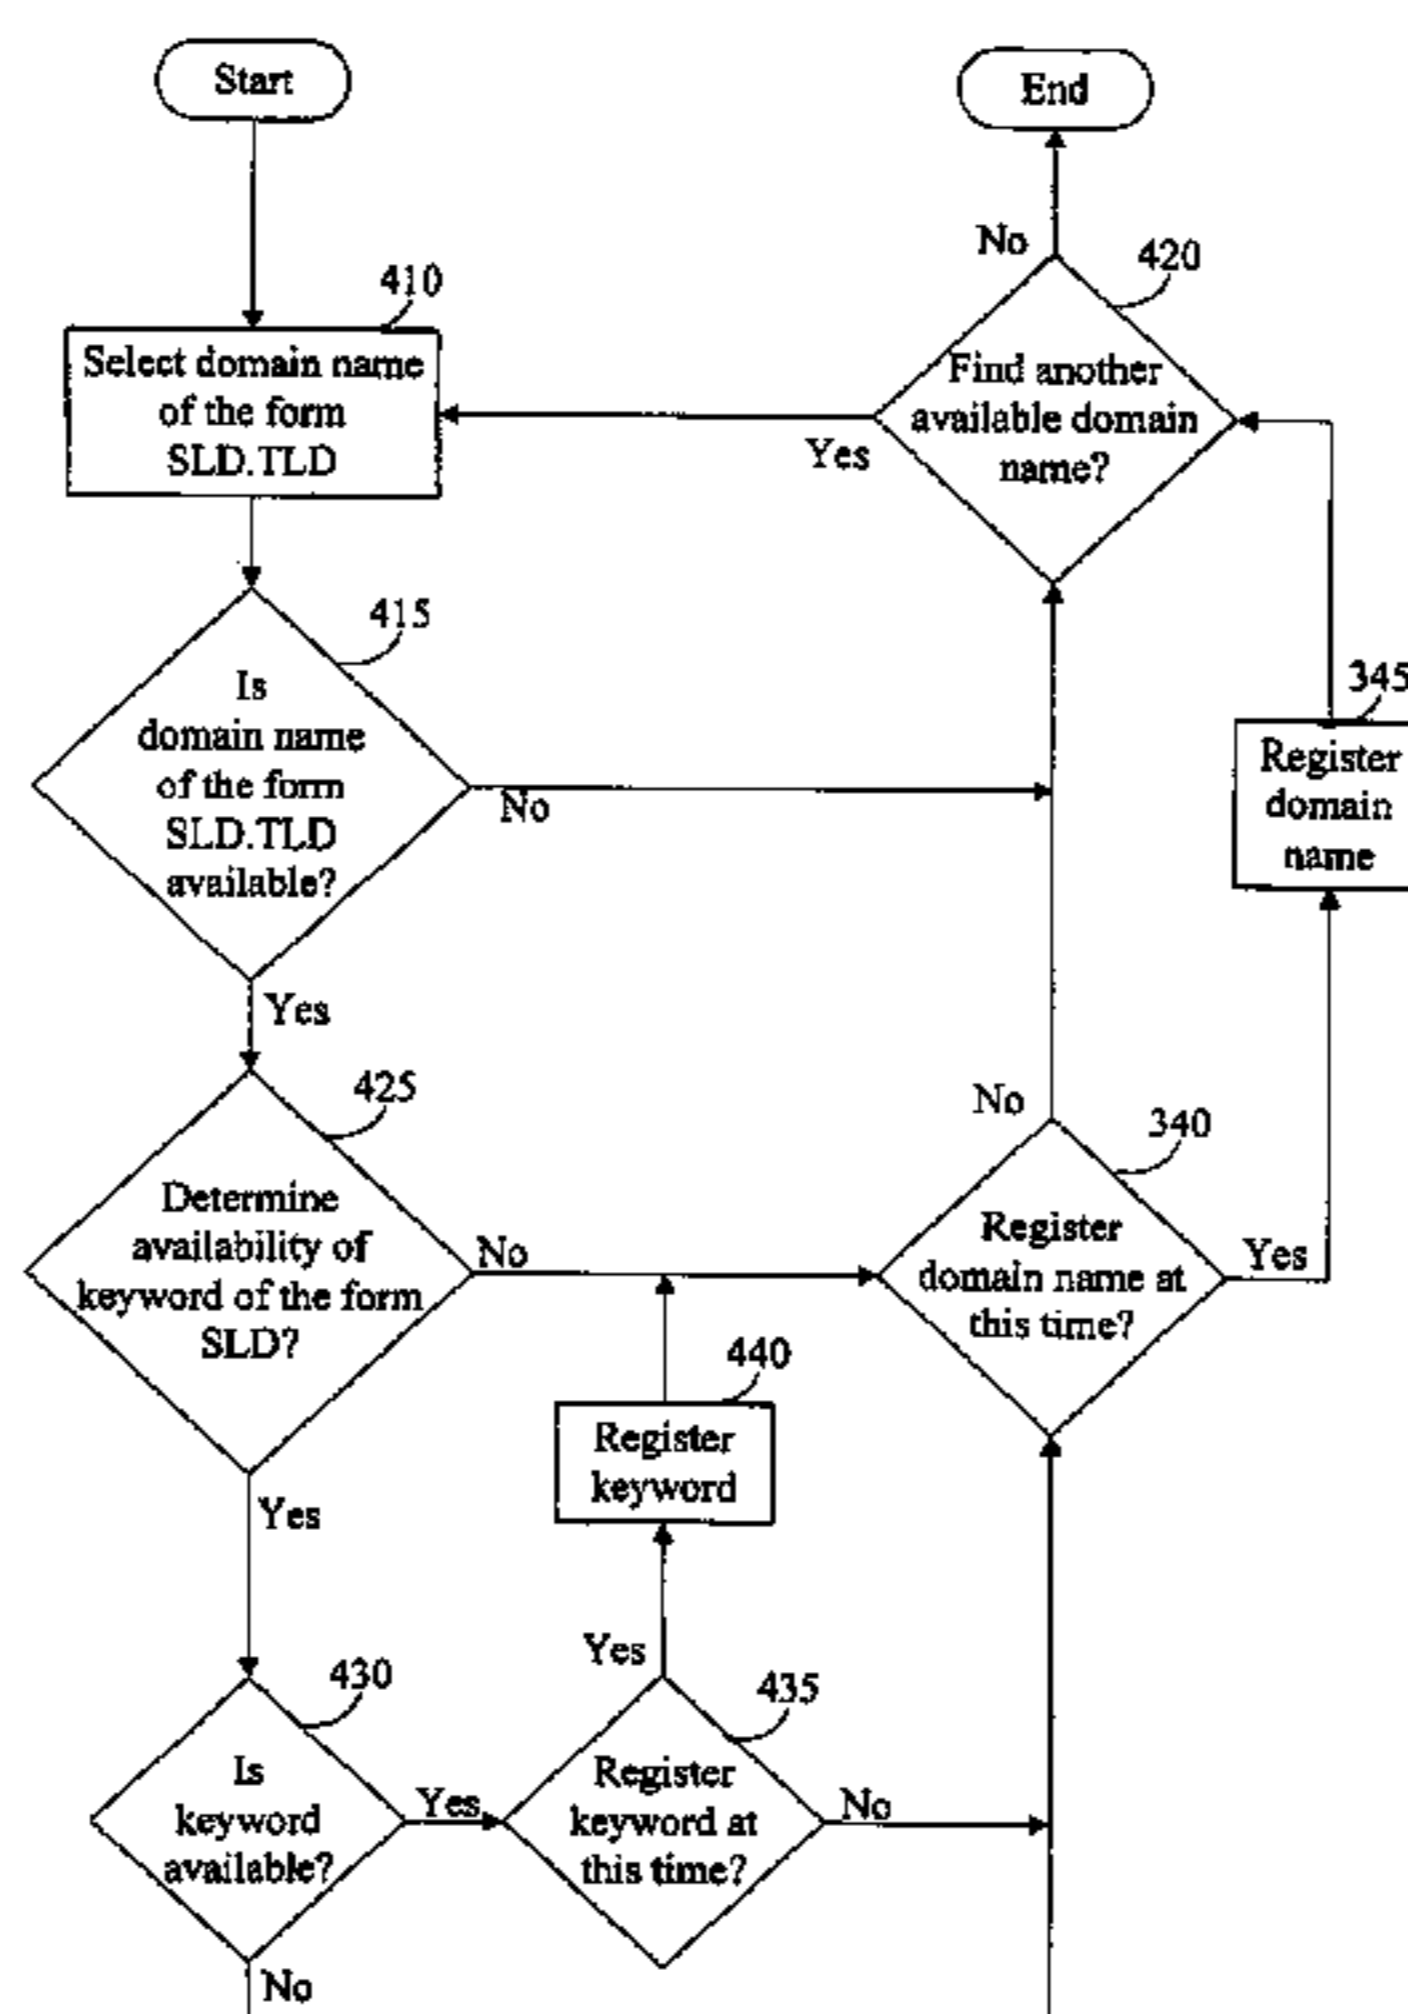 Start
End
No
420
410
Select domain name
of the form
SLD.TLD
Find another
available domain
name?
Yes
415
Is
domain name
of the form
SLD.TLD
available?
No
345
Register
domain
name
Yes
425
Determine
availability of
keyword of the form
SLD?
No
No
340
Register
domain name at
this time?
Yes
440
Register
keyword
Yes
Yes
430
Is
keyword
available?
Yes
435
Register
keyword at
this time?
No
No